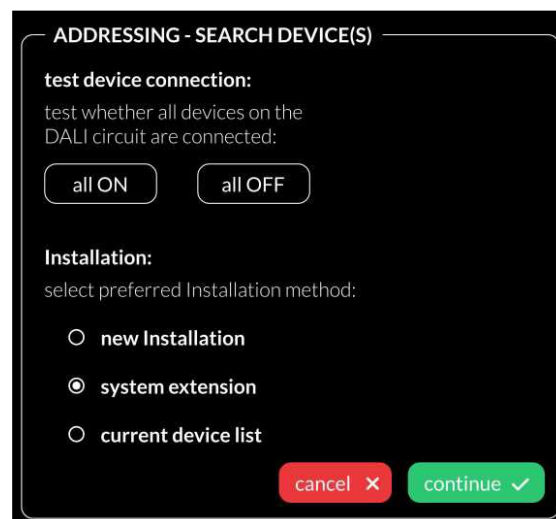 ADDRESSING - SEARCH DEVICE(S)
test device connection:
test whether all devices on the
DALI circuit are connected:
all ON all OFF
Installation:
select preferred Installation method:
new Installation
system extension
current device list
cancel continue